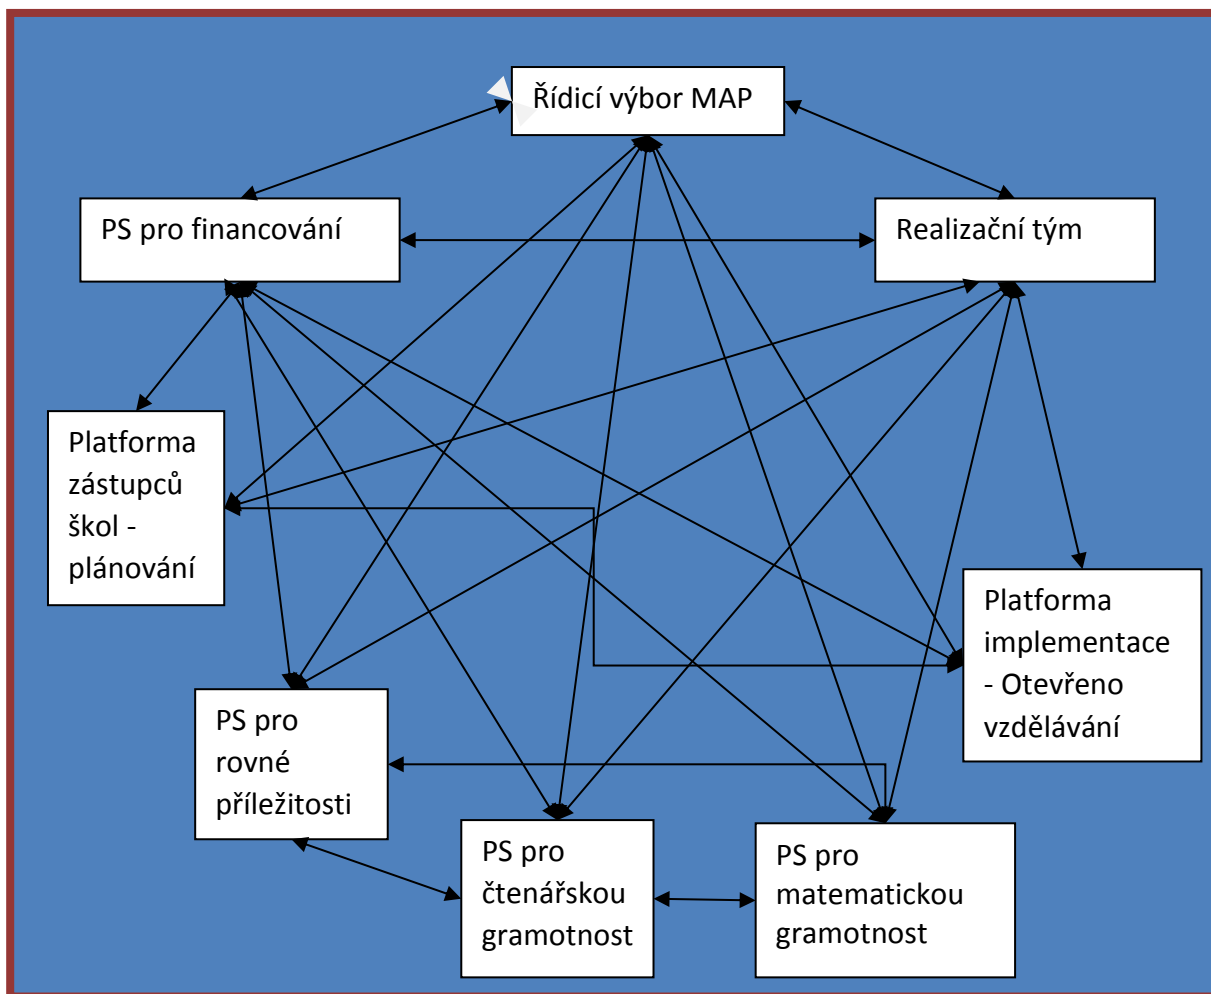 Řídicí výbor MAP
PS pro financování
Realizační tým
Platforma
zástupců
škol -
plánování
Platforma
implementace
- Otevřeno
vzdělávání
PS pro
rovné
příležitosti
PS pro
čtenářskou
gramotnost
PS pro
matematickou
gramotnost